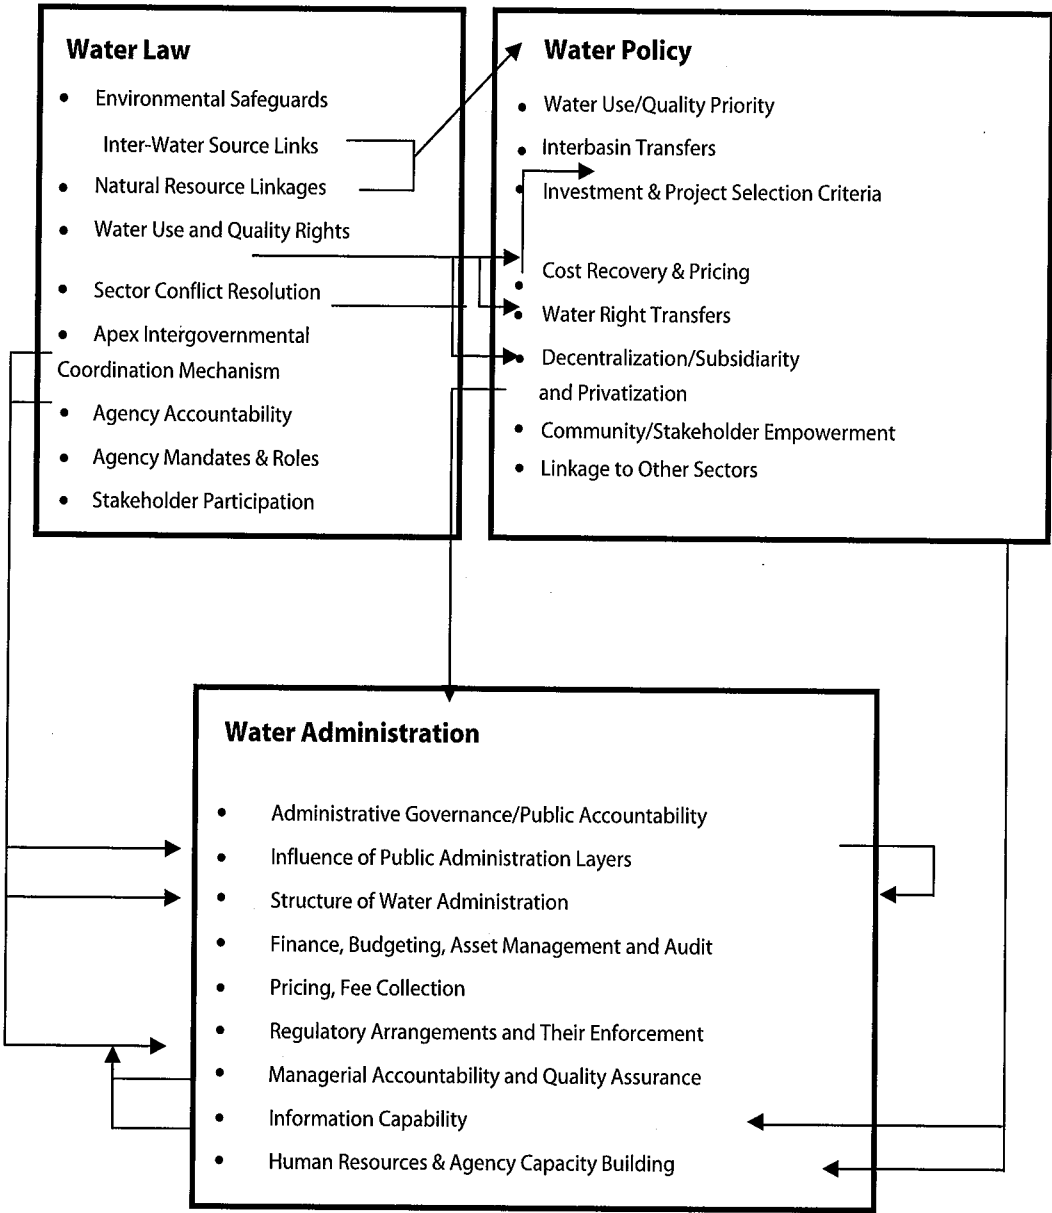 Water Law
• Environmental Safeguards
Inter-Water Source Links
• Natural Resource Linkages
• Water Use and Quality Rights
• Sector Conflict Resolution
• Apex Intergovernmental
Coordination Mechanism
• Agency Accountability
• Agency Mandates & Roles
• Stakeholder Participation
Water Policy
• Water Use/Quality Priority
• Interbasin Transfers
• Investment & Project Selection Criteria
• Cost Recovery & Pricing
• Water Right Transfers
• Decentralization/Subsidiarity
and Privatization
• Community/Stakeholder Empowerment
• Linkage to Other Sectors
Water Administration
• Administrative Governance/Public Accountability
• Influence of Public Administration Layers
• Structure of Water Administration
• Finance, Budgeting, Asset Management and Audit
• Pricing, Fee Collection
• Regulatory Arrangements and Their Enforcement
• Managerial Accountability and Quality Assurance
• Information Capability
• Human Resources & Agency Capacity Building